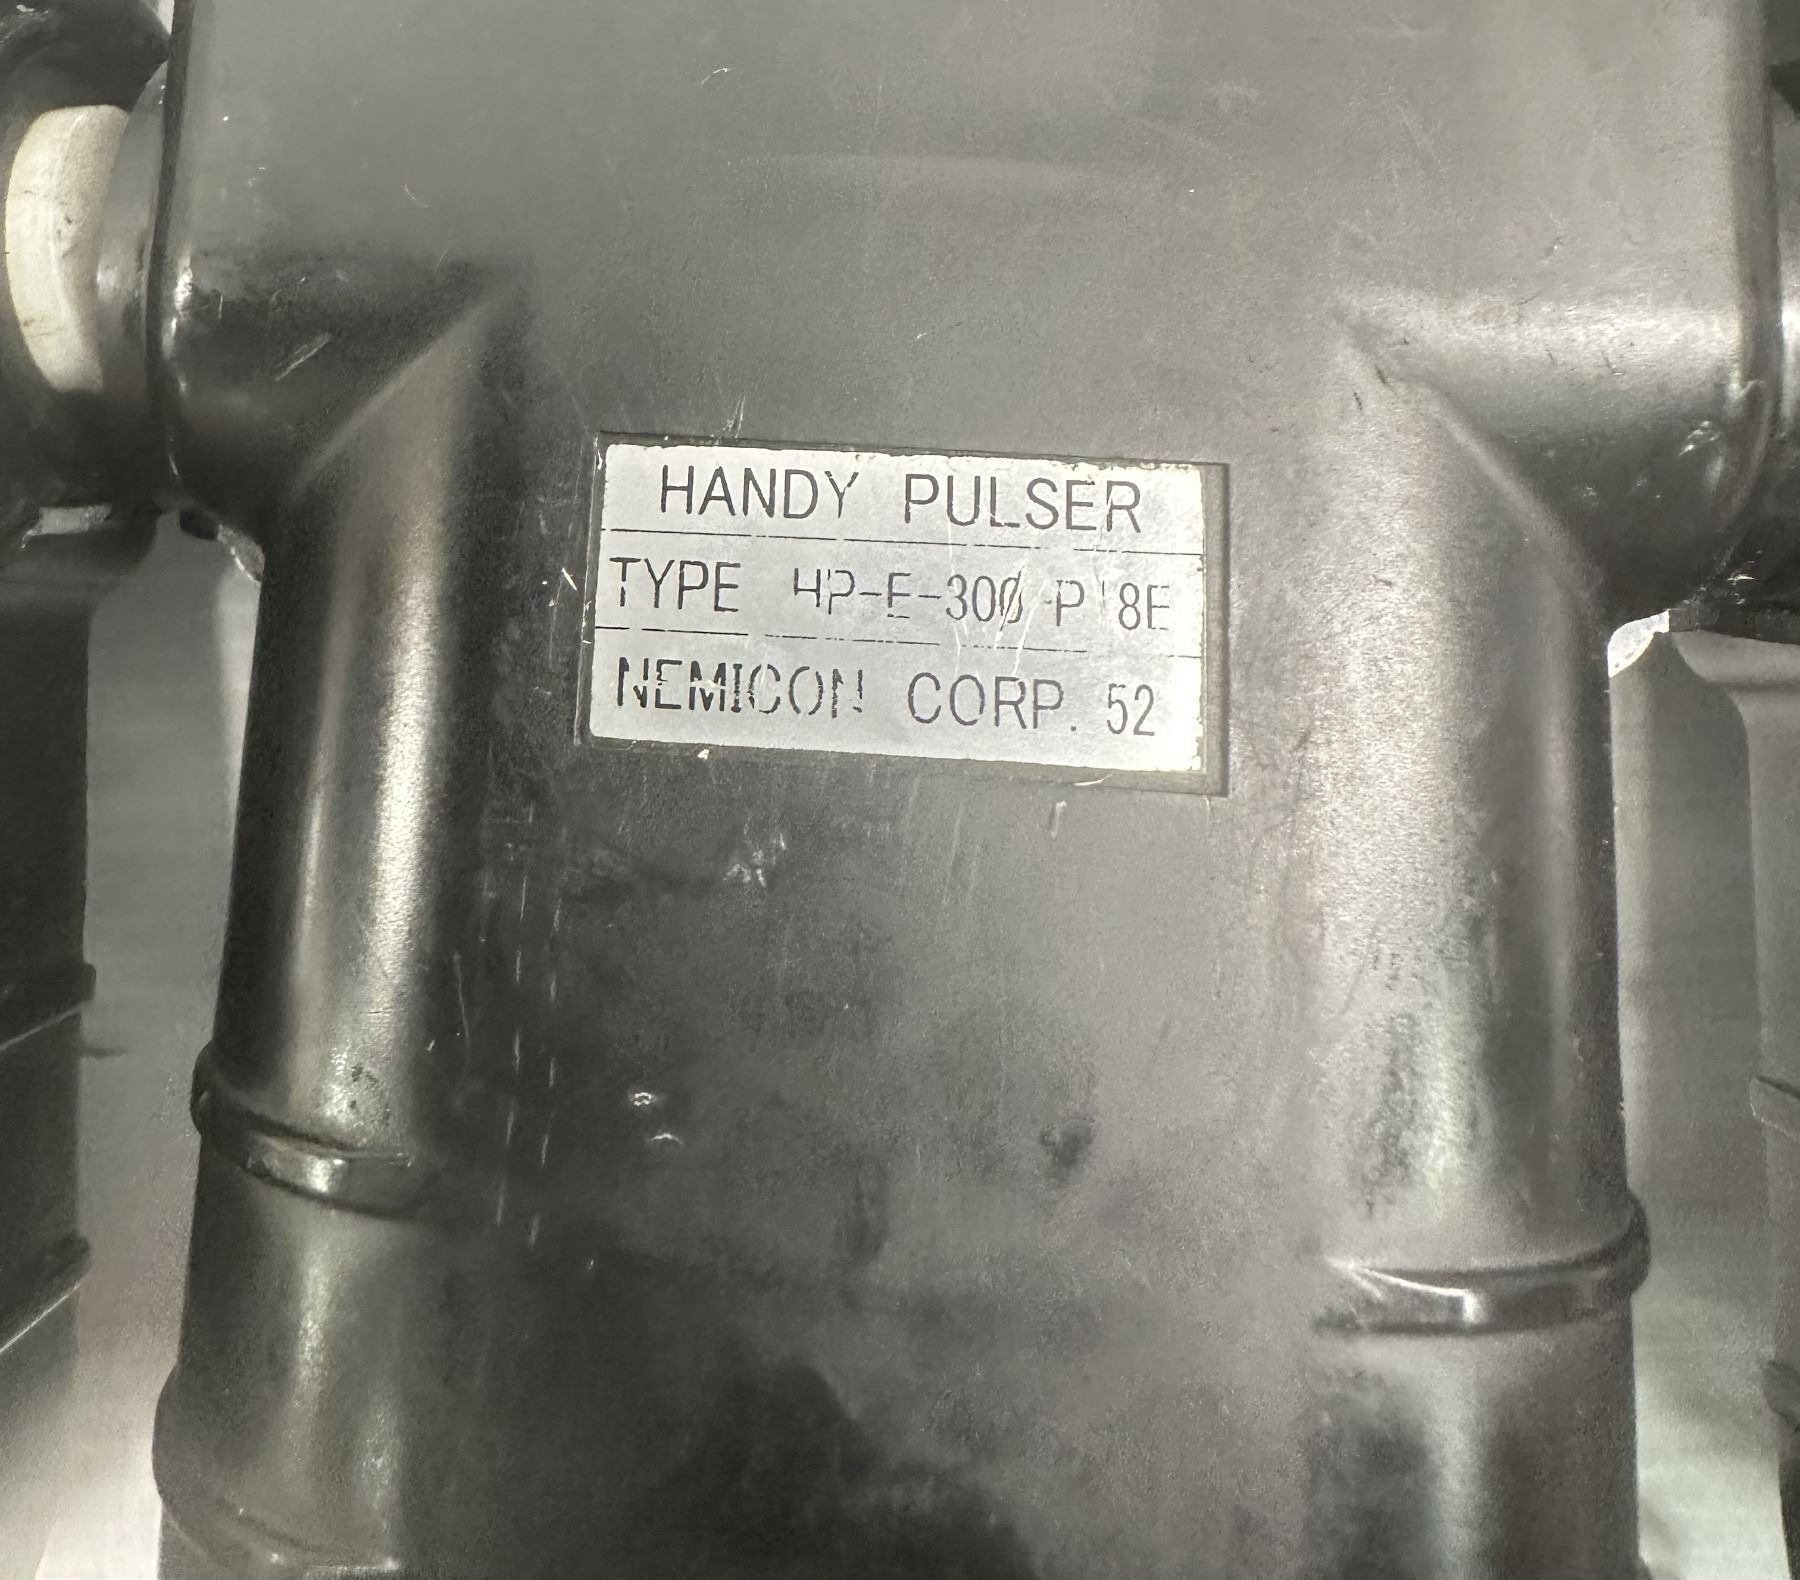 HANDY PULSER
TYPE HP-E-300 P 8E
NEMICON CORP. 52